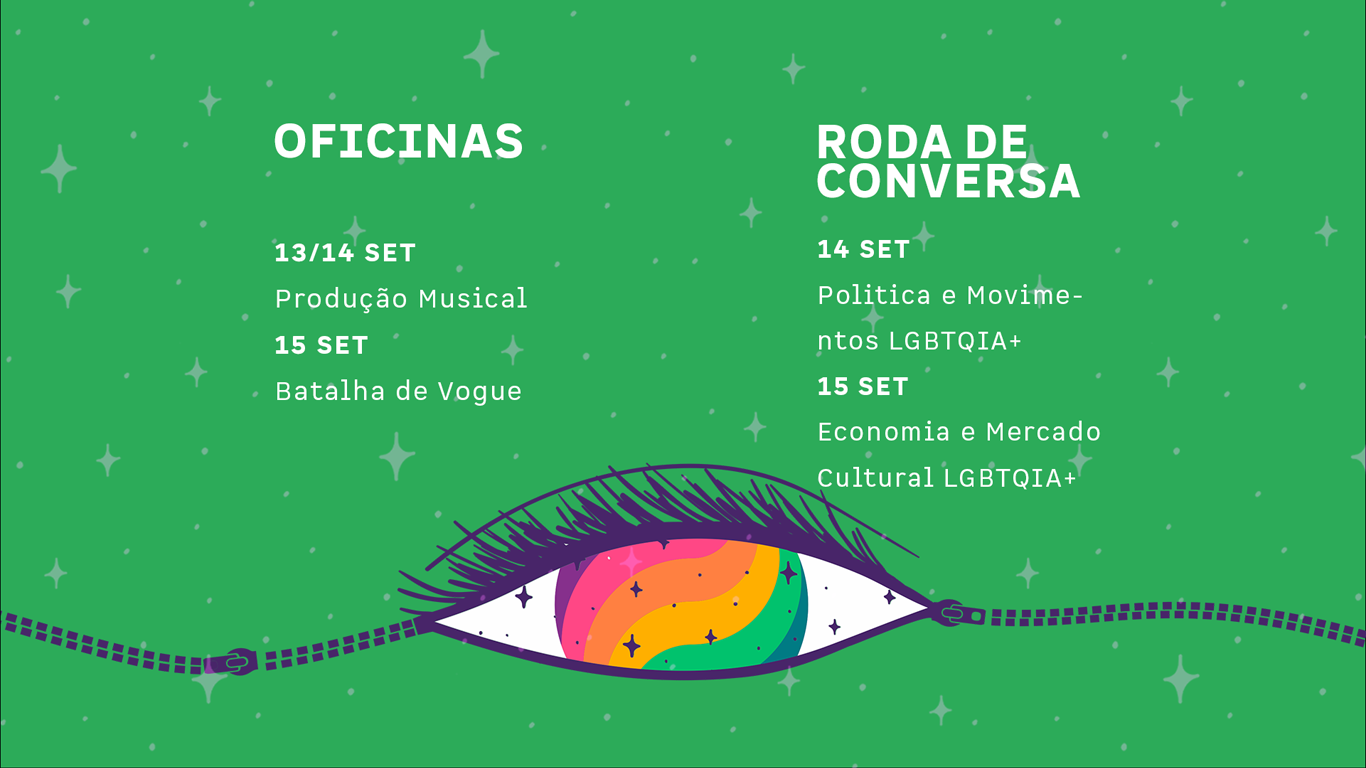 OFICINAS
13/14 SET
Produção Musical
15 SET
Batalha de Vogue
RODA DE
CONVERSA
14 SET
Politica e Movime-
ntos LGBTQIA+
15 SET
Economia e Mercado
Cultural LGBTQIA+